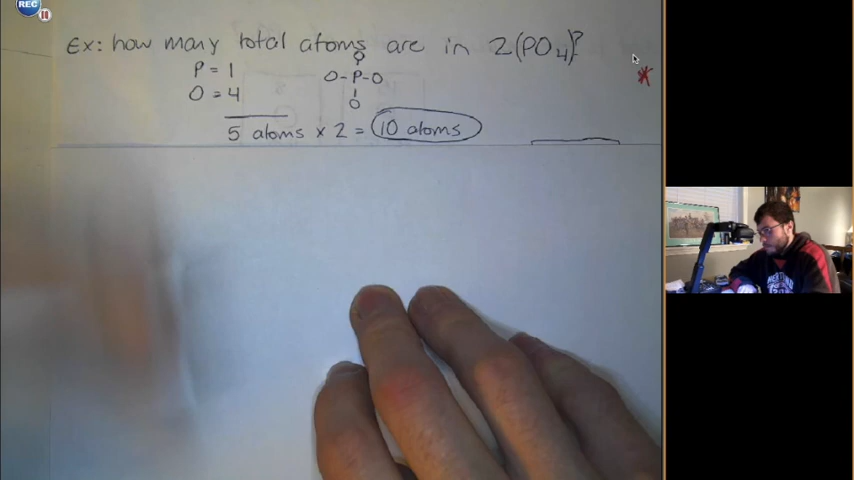 REC
Ex: how many total atoms are in 2(PO4)?
P = 1
O = 4
O
O-P-O
O
5 atoms x 2 = 10 atoms